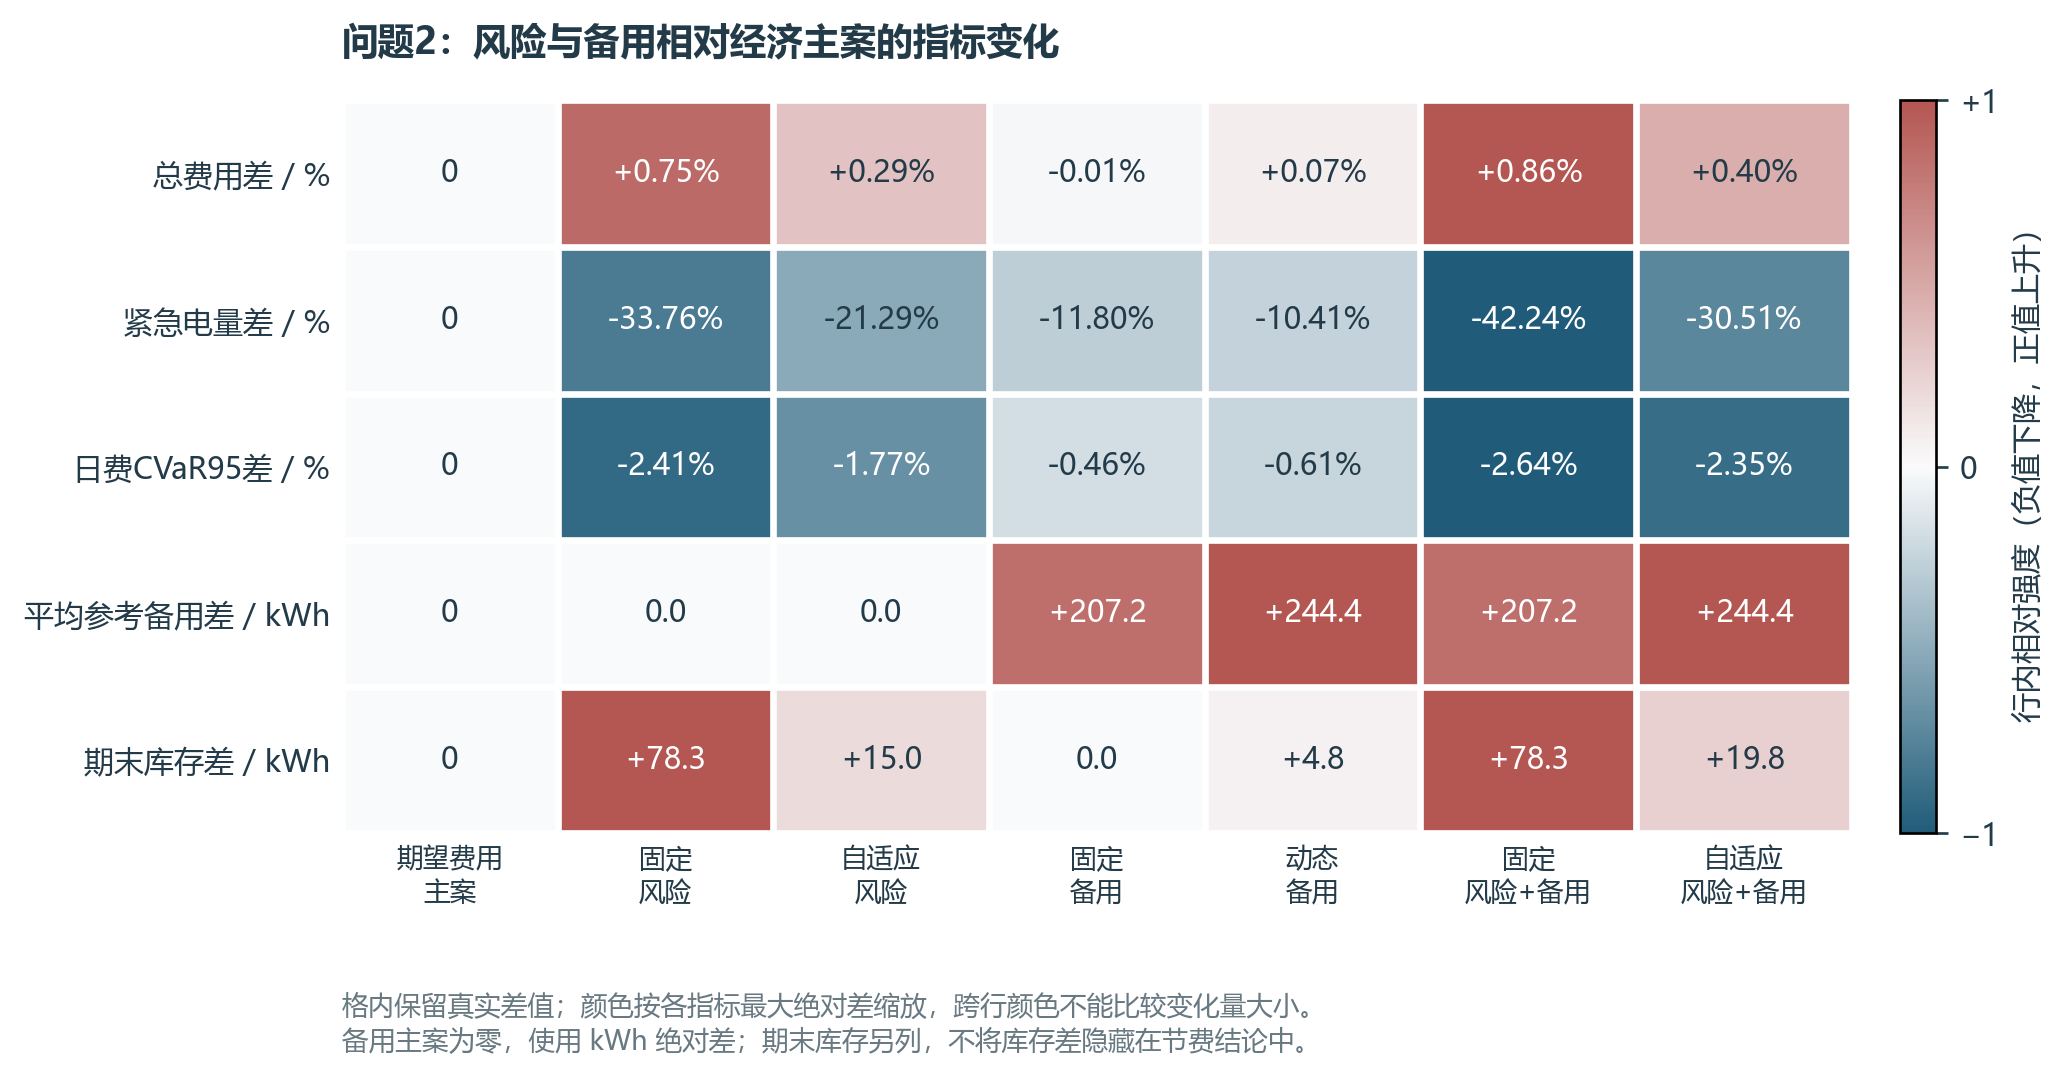 问题2：风险与备用相对经济主案的指标变化
总费用差 / % 0 +0.75% +0.29% -0.01% +0.07% +0.86% +0.40%
紧急电量差 / % 0 -33.76% -21.29% -11.80% -10.41% -42.24% -30.51%
日费CVaR95差 / % 0 -2.41% -1.77% -0.46% -0.61% -2.64% -2.35%
平均参考备用差 / kWh 0 0.0 0.0 +207.2 +244.4 +207.2 +244.4
期末库存差 / kWh 0 +78.3 +15.0 0.0 +4.8 +78.3 +19.8
期望费用 固定 自适应 固定 动态 固定 自适应
主案 风险 风险 备用 备用 风险+备用 风险+备用
+1
0
−1
行内相对强度（负值下降，正值上升）
格内保留真实差值；颜色按各指标最大绝对差缩放，跨行颜色不能比较变化量大小。
备用主案为零，使用 kWh 绝对差；期末库存另列，不将库存差隐藏在节费结论中。